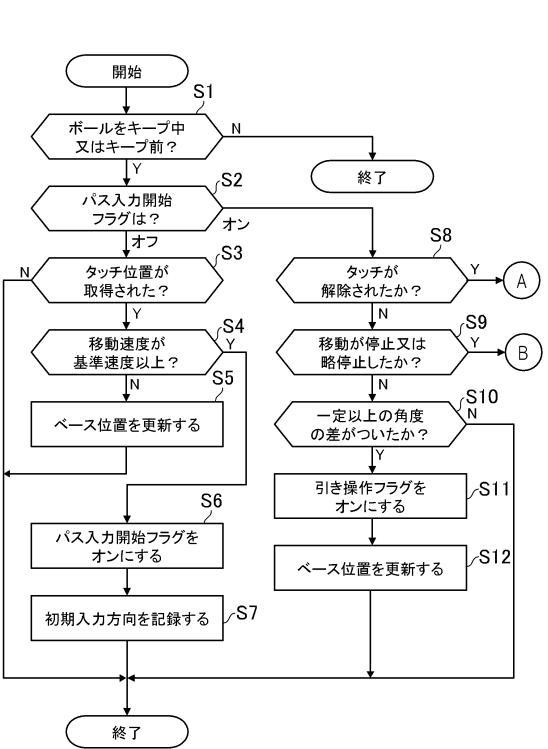 開始
S1
ボールをキープ中
又はキープ前？
N
Y
終了
S2
パス入力開始
フラグは？
オン
オフ
S3
N
タッチ位置が
取得された？
Y
S4
移動速度が
基準速度以上？
Y
N
S5
ベース位置を更新する
S6
パス入力開始フラグを
オンにする
S7
初期入力方向を記録する
S8
タッチが
解除されたか？
Y
A
N
S9
移動が停止又は
略停止したか？
Y
B
N
S10
一定以上の角度
の差がついたか？
N
Y
S11
引き操作フラグを
オンにする
S12
ベース位置を更新する
終了